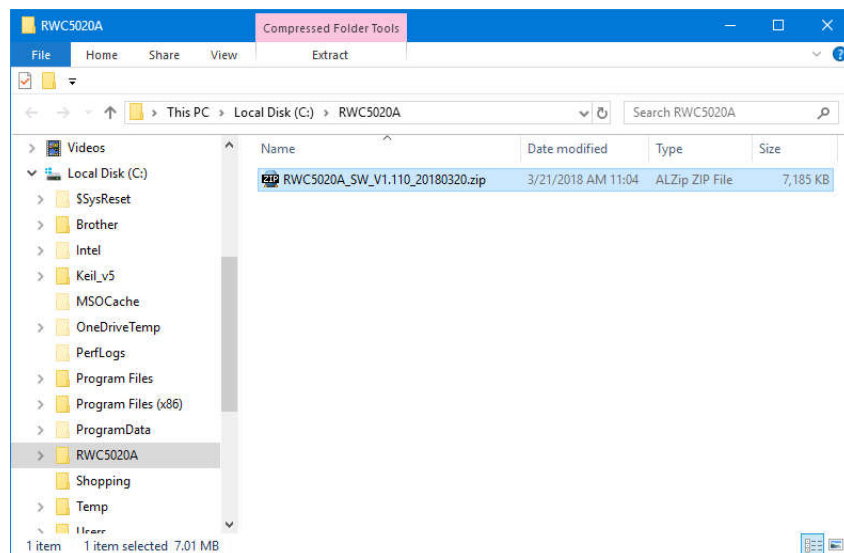 RWC5020A
Compressed Folder Tools
File Home Share View Extract
This PC > Local Disk (C:) > RWC5020A
Search RWC5020A
Name Date modified Type Size
RWC5020A_SW_V1.110_20180320.zip 3/21/2018 AM 11:04 ALZip ZIP File 7,185 KB
Videos
Local Disk (C:)
$SysReset
Brother
Intel
Keil_v5
MSOCache
OneDriveTemp
PerfLogs
Program Files
Program Files (x86)
ProgramData
RWC5020A
Shopping
Temp
Users
1 item 1 item selected 7.01 MB